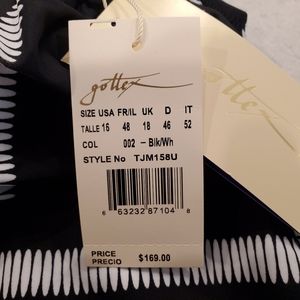 gottex
SIZE USA FR/IL UK D IT
TALLE 16 48 18 46 52
COL 002 – Blk/Wh
STYLE No TJM158U
6 63232 87104 8
PRICE
PRECIO $169.00